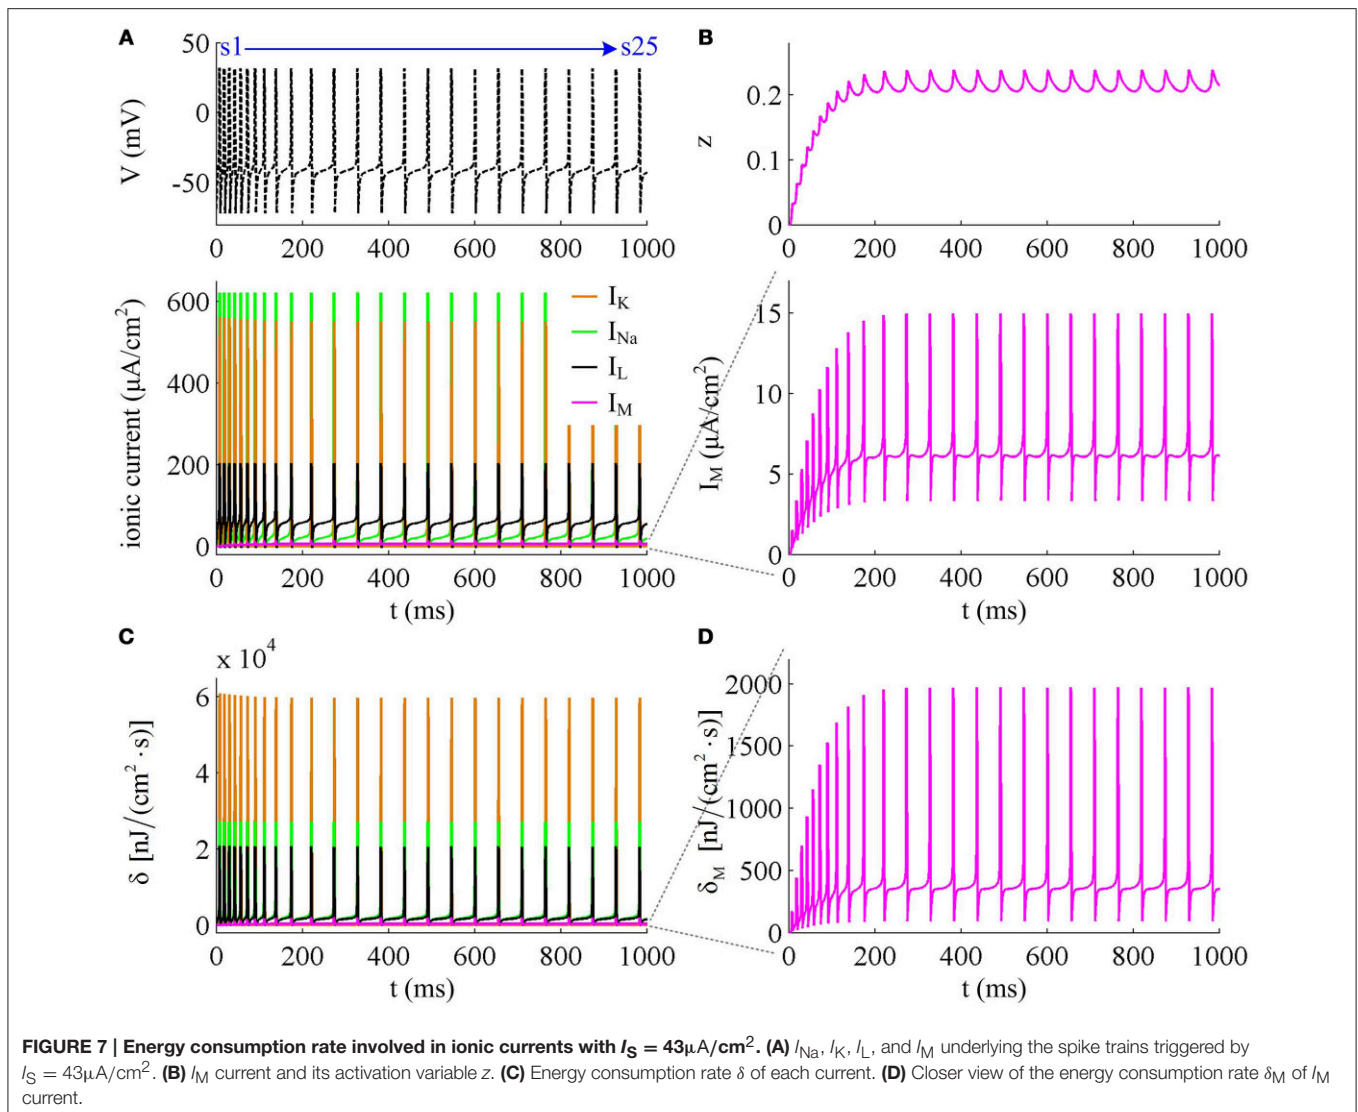 A
50
s1
s25
0
-50
V (mV)
0 200 400 600 800 1000
B
0.2
0.1
0
z
0 200 400 600 800 1000
600
400
200
0
ionic current (μA/cm²)
I_K
I_Na
I_L
I_M
0 200 400 600 800 1000
t (ms)
15
10
5
0
I_M (μA/cm²)
0 200 400 600 800 1000
t (ms)
C
x 10⁴
6
4
2
0
δ [nJ/(cm²·s)]
0 200 400 600 800 1000
t (ms)
D
2000
1500
1000
500
0
δ_M [nJ/(cm²·s)]
0 200 400 600 800 1000
t (ms)
FIGURE 7 | Energy consumption rate involved in ionic currents with I_S = 43μA/cm². (A) I_Na, I_K, I_L, and I_M underlying the spike trains triggered by
I_S = 43μA/cm². (B) I_M current and its activation variable z. (C) Energy consumption rate δ of each current. (D) Closer view of the energy consumption rate δ_M of I_M
current.